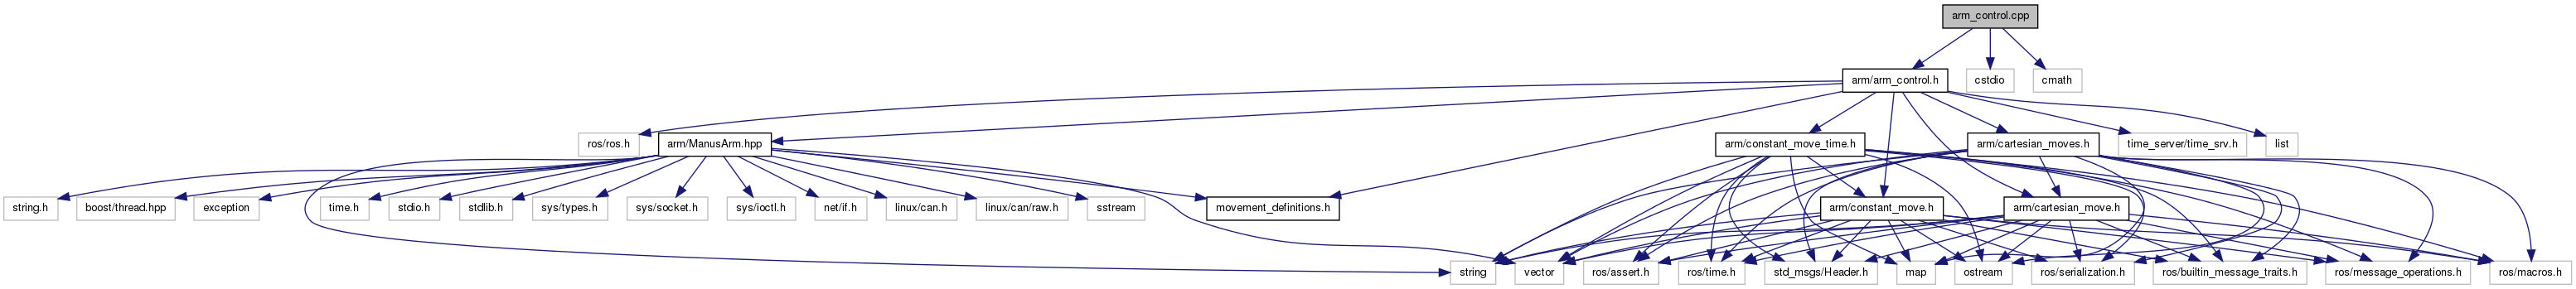 arm_control.cpp
arm/arm_control.h
cstdio
cmath
ros/ros.h
arm/ManusArm.hpp
arm/constant_move_time.h
arm/cartesian_moves.h
time_server/time_srv.h
list
string.h
boost/thread.hpp
exception
time.h
stdio.h
stdlib.h
sys/types.h
sys/socket.h
sys/ioctl.h
net/if.h
linux/can.h
linux/can/raw.h
sstream
movement_definitions.h
arm/constant_move.h
arm/cartesian_move.h
string
vector
ros/assert.h
ros/time.h
std_msgs/Header.h
map
ostream
ros/serialization.h
ros/builtin_message_traits.h
ros/message_operations.h
ros/macros.h